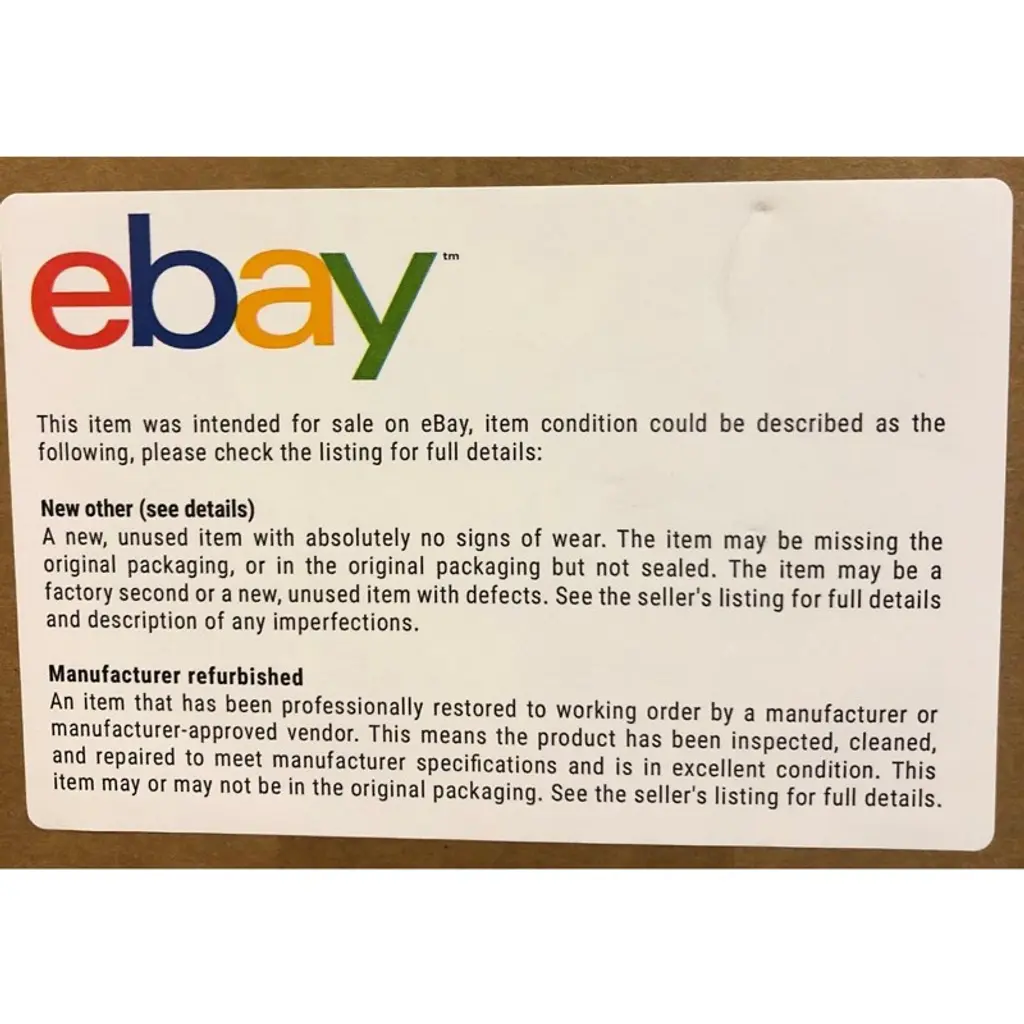 ebay™
This item was intended for sale on eBay, item condition could be described as the
following, please check the listing for full details:
New other (see details)
A new, unused item with absolutely no signs of wear. The item may be missing the
original packaging, or in the original packaging but not sealed. The item may be a
factory second or a new, unused item with defects. See the seller's listing for full details
and description of any imperfections.
Manufacturer refurbished
An item that has been professionally restored to working order by a manufacturer or
manufacturer-approved vendor. This means the product has been inspected, cleaned,
and repaired to meet manufacturer specifications and is in excellent condition. This
item may or may not be in the original packaging. See the seller's listing for full details.